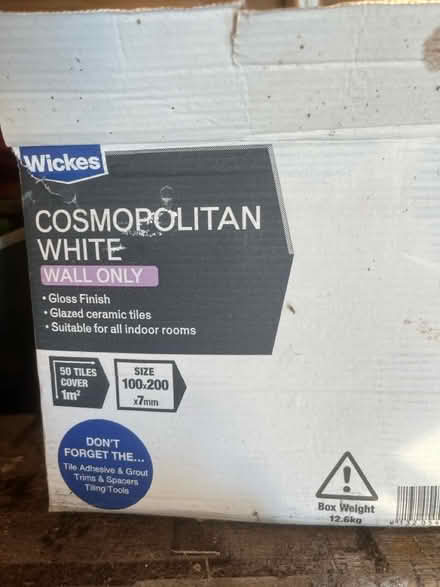 Wickes
COSMOPOLITAN
WHITE
WALL ONLY
• Gloss Finish
• Glazed ceramic tiles
• Suitable for all indoor rooms
50 TILES
COVER
1m²
SIZE
100x200
x7mm
DON'T
FORGET THE...
Tile Adhesive & Grout
Trims & Spacers
Tiling Tools
Box Weight
12.6kg